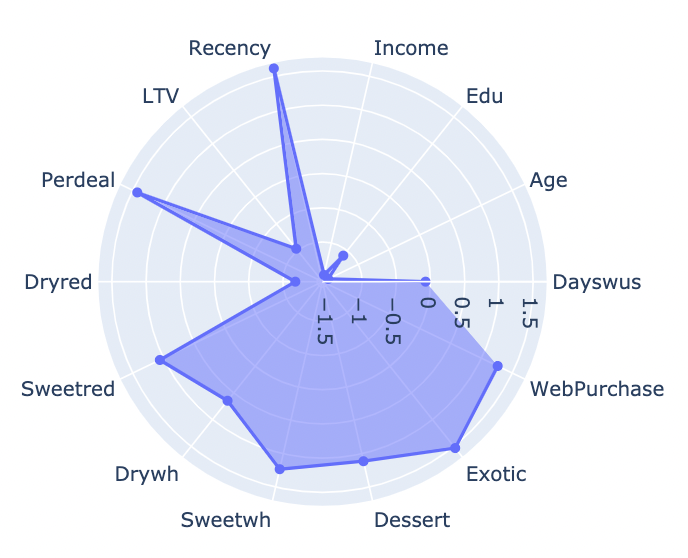 Recency
Income
LTV
Edu
Perdeal
Age
Dryred
Dayswus
−1.5
−1
−0.5
0
0.5
1
1.5
Sweetred
WebPurchase
Drywh
Exotic
Sweetwh
Dessert